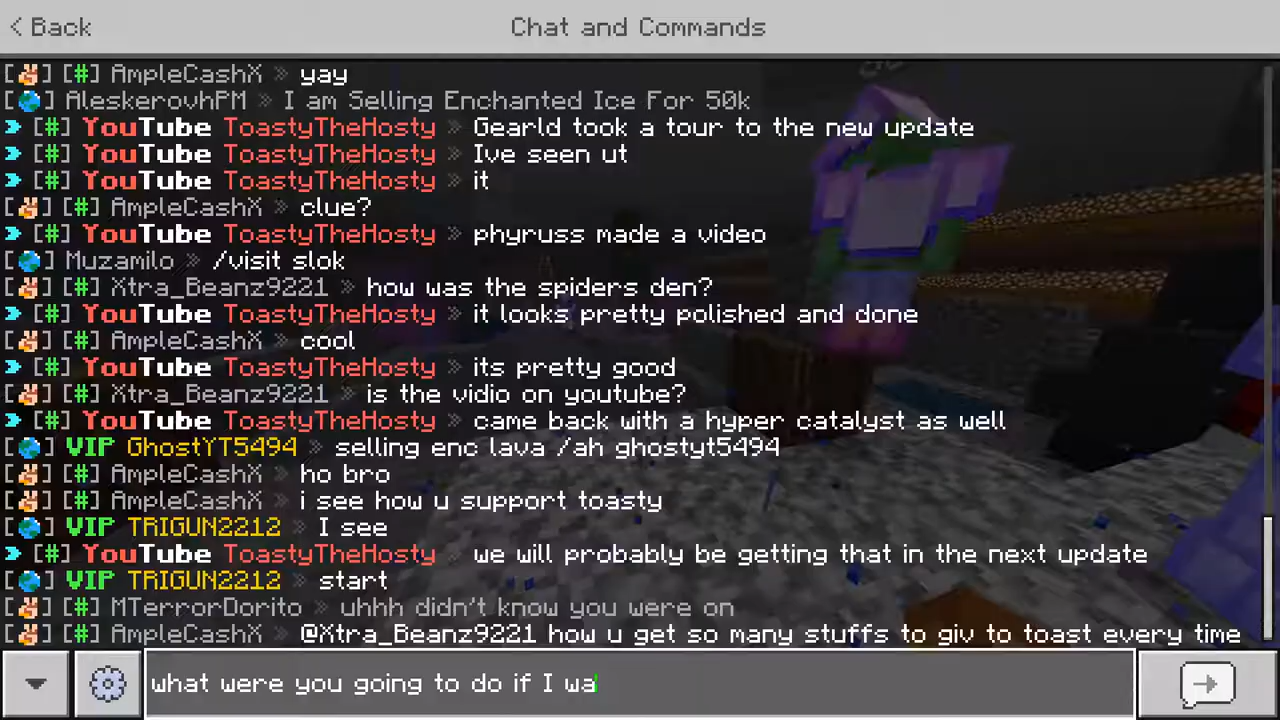 < Back
Chat and Commands
[#] AmpleCashX » yay
AleskerovhPM » I am Selling Enchanted Ice For 50k
[#] YouTube ToastyTheHosty » Gearld took a tour to the new update
[#] YouTube ToastyTheHosty » Ive seen ut
[#] YouTube ToastyTheHosty » it
[#] AmpleCashX » clue?
[#] YouTube ToastyTheHosty » phyruss made a video
Muzamilo » /visit slok
[#] Xtra_Beanz9221 » how was the spiders den?
[#] YouTube ToastyTheHosty » it looks pretty polished and done
[#] AmpleCashX » cool
[#] YouTube ToastyTheHosty » its pretty good
[#] Xtra_Beanz9221 » is the vidio on youtube?
[#] YouTube ToastyTheHosty » came back with a hyper catalyst as well
VIP GhostYT5494 » selling enc lava /ah ghostyt5494
[#] AmpleCashX » ho bro
[#] AmpleCashX » i see how u support toasty
VIP TRIGUN2212 » I see
[#] YouTube ToastyTheHosty » we will probably be getting that in the next update
VIP TRIGUN2212 » start
[#] MTerrorDorito » uhhh didn't know you were on
[#] AmpleCashX » @Xtra_Beanz9221 how u get so many stuffs to giv to toast every time
what were you going to do if I wa